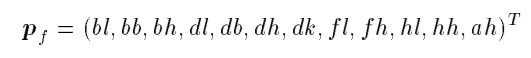 p_f = (bl, bb, bh, dl, db, dh, dk, fl, fh, hl, hh, ah)^T